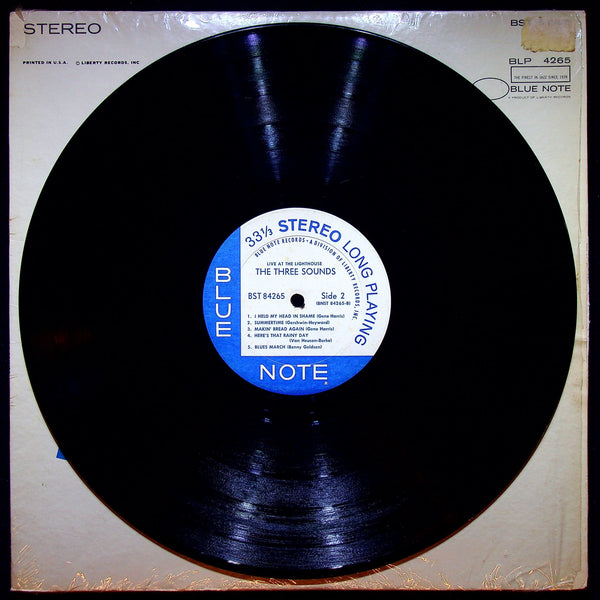 STEREO
PRINTED IN U.S.A. © LIBERTY RECORDS, INC
BST
BLP 4265
THE FINEST IN JAZZ SINCE 1939
BLUE NOTE
A PRODUCT OF LIBERTY RECORDS
33 1/3 STEREO LONG PLAYING
BLUE NOTE RECORDS • A DIVISION OF LIBERTY RECORDS, INC.
LIVE AT THE LIGHTHOUSE
THE THREE SOUNDS
BST 84265 Side 2
(BNST 84265-B)
1. I HELD MY HEAD IN SHAME (Gene Harris)
2. SUMMERTIME (Gershwin-Heyward)
3. MAKIN' BREAD AGAIN (Gene Harris)
4. HERE'S THAT RAINY DAY
(Van Heusen-Burke)
5. BLUES MARCH (Benny Golson)
BLUE
NOTE